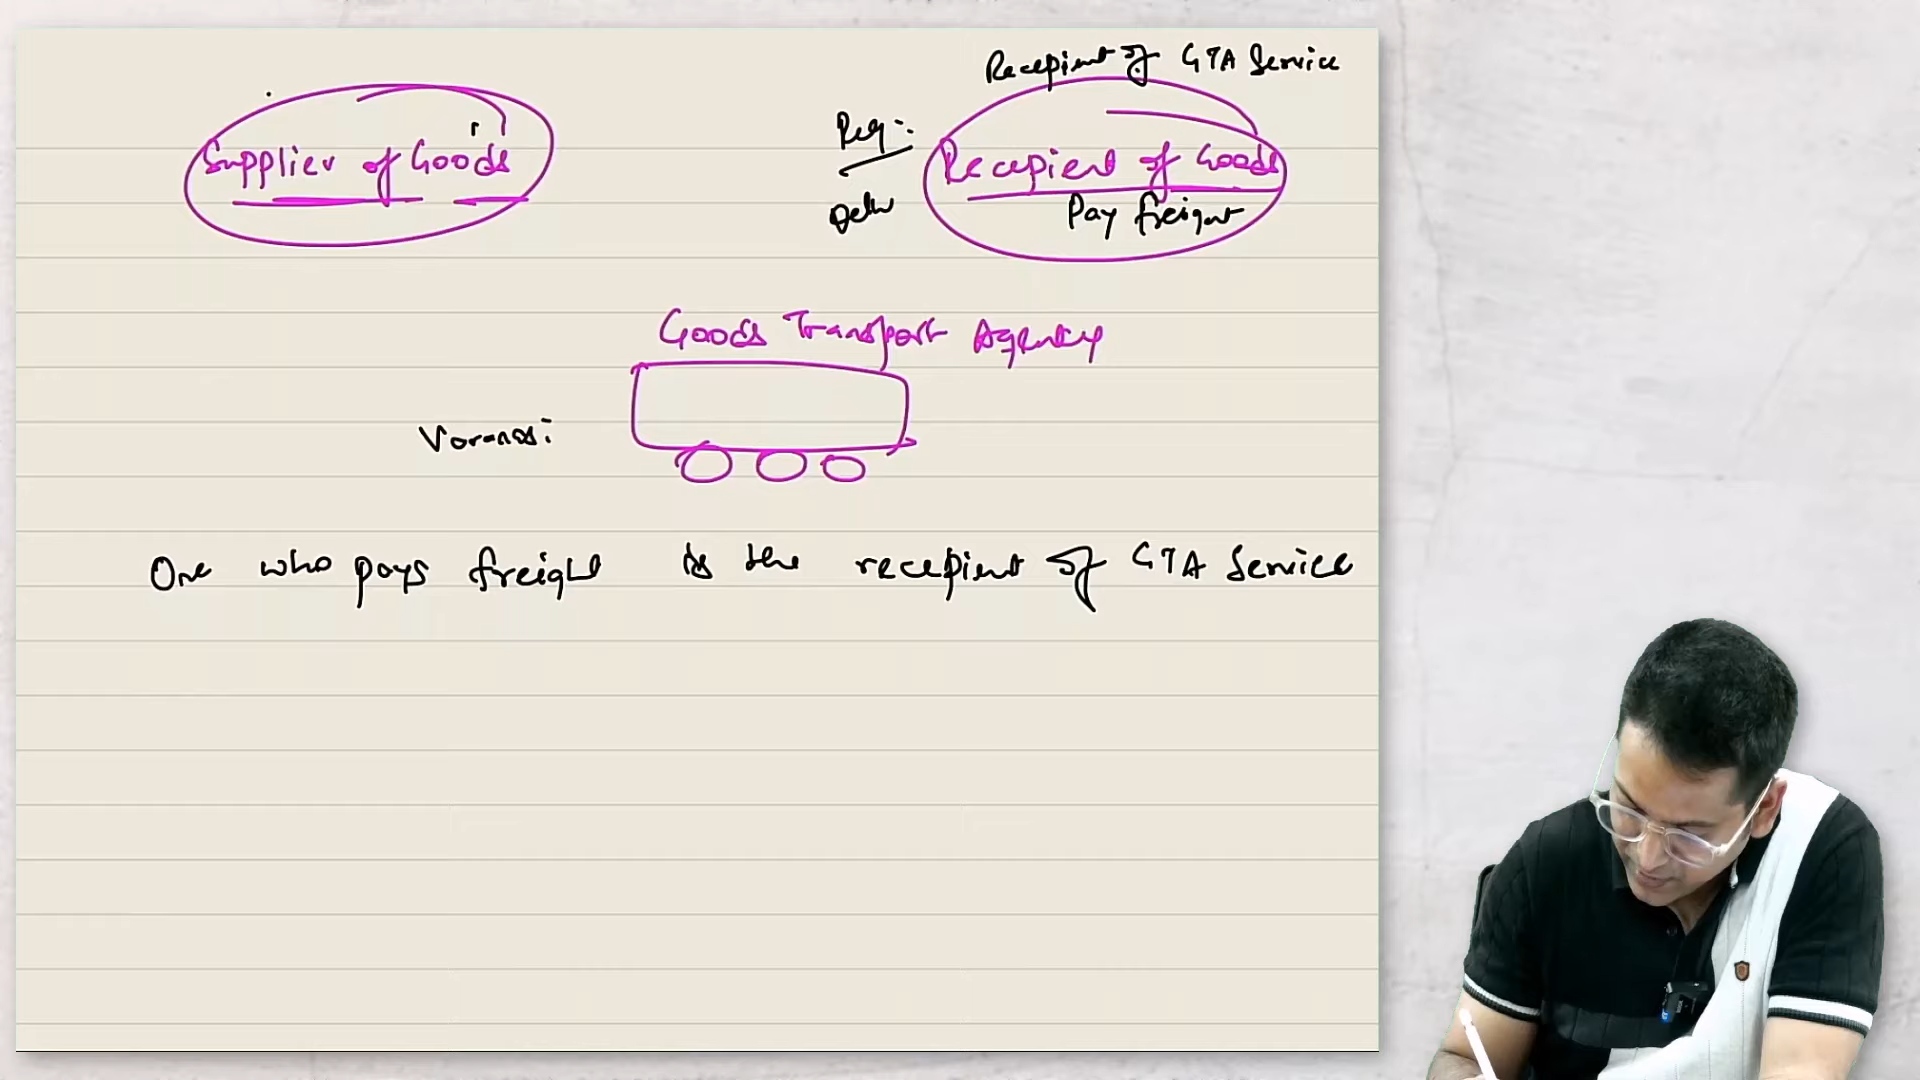 Recepient of GTA Service
Reg:-
Supplier of Goods
Recepient of Goods
Delhi
Pay freight
Goods Transport Agency
Varanasi
One who pays freight is the recepient of GTA Service